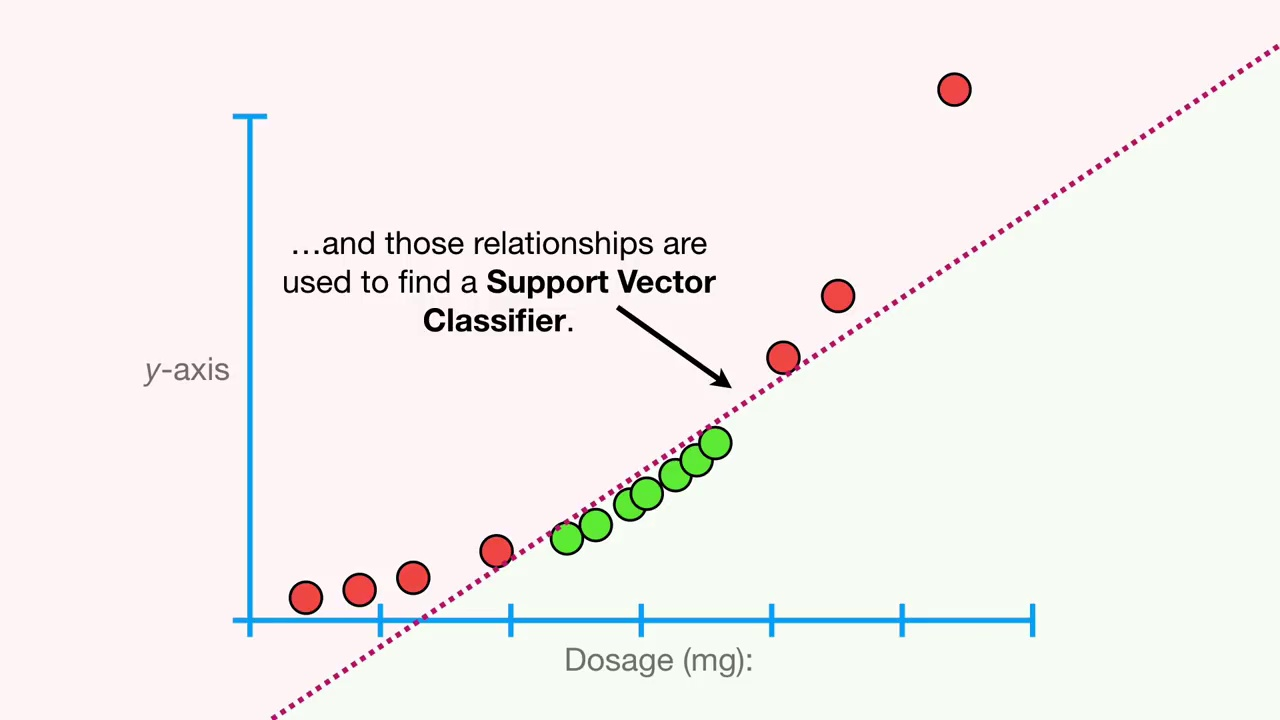 …and those relationships are
used to find a Support Vector
Classifier.
y-axis
Dosage (mg):